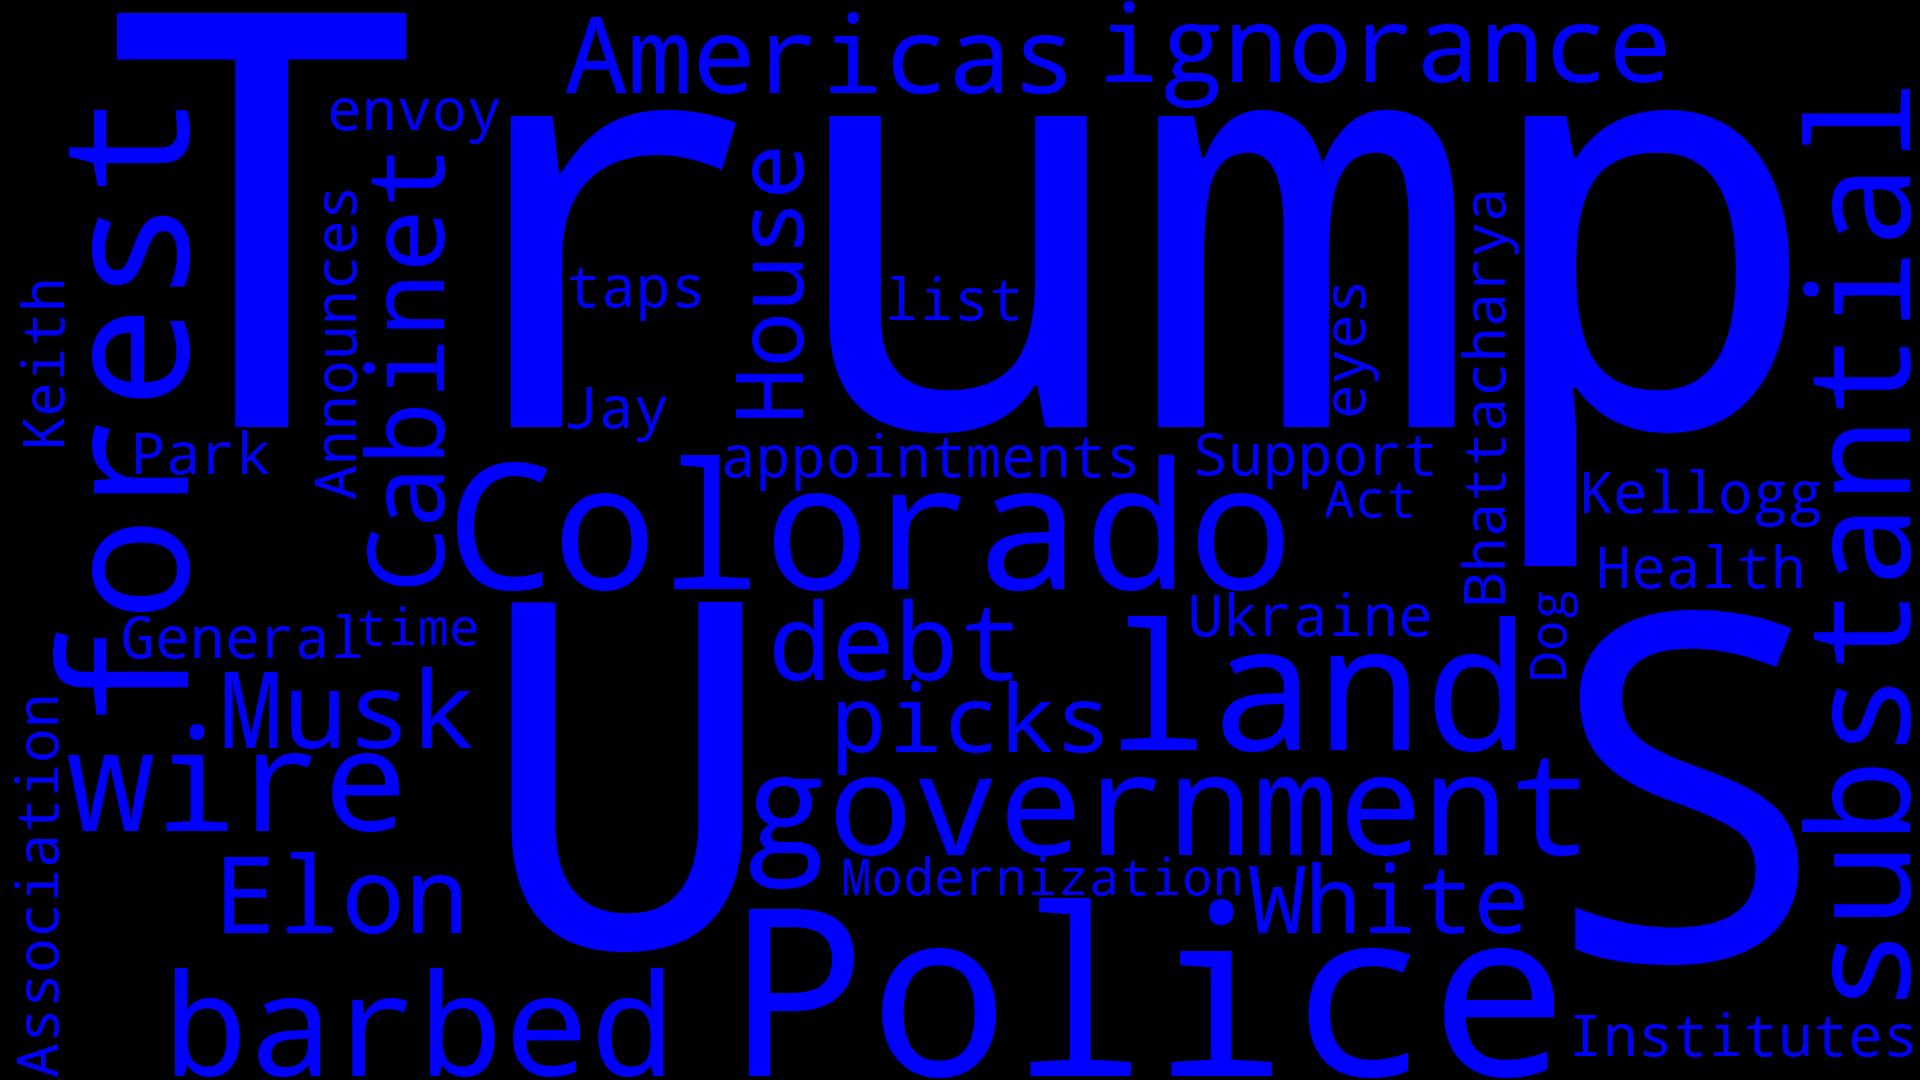 Trump
Americas
ignorance
envoy
forest
substantial
House
Cabinet
Announces
Keith
taps
list
eyes
Bhattacharya
Jay
Park
appointments
Support
Act
Kellogg
Colorado
Health
U
S
Ukraine
Dog
General
time
debt
land
Musk
picks
wire
government
Association
Elon
Modernization
White
Police
barbed
Institutes